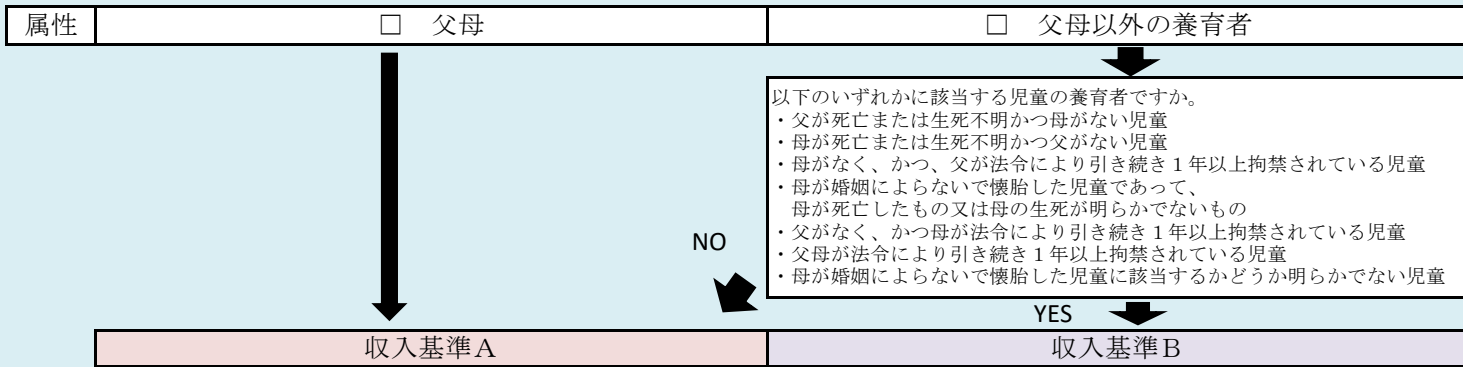 属性
□ 父母
□ 父母以外の養育者
以下のいずれかに該当する児童の養育者ですか。
・父が死亡または生死不明かつ母がない児童
・母が死亡または生死不明かつ父がない児童
・母がなく、かつ、父が法令により引き続き１年以上拘禁されている児童
・母が婚姻によらないで懐胎した児童であって、
母が死亡したもの又は母の生死が明らかでないもの
・父がなく、かつ母が法令により引き続き１年以上拘禁されている児童
・父母が法令により引き続き１年以上拘禁されている児童
・母が婚姻によらないで懐胎した児童に該当するかどうか明らかでない児童
NO
YES
収入基準Ａ
収入基準Ｂ